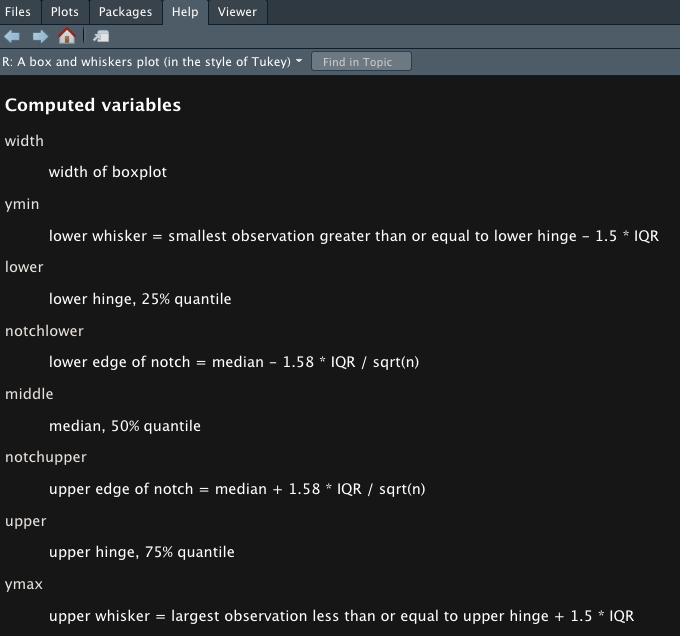 Files Plots Packages Help Viewer
R: A box and whiskers plot (in the style of Tukey) Find in Topic
Computed variables
width
width of boxplot
ymin
lower whisker = smallest observation greater than or equal to lower hinge - 1.5 * IQR
lower
lower hinge, 25% quantile
notchlower
lower edge of notch = median - 1.58 * IQR / sqrt(n)
middle
median, 50% quantile
notchupper
upper edge of notch = median + 1.58 * IQR / sqrt(n)
upper
upper hinge, 75% quantile
ymax
upper whisker = largest observation less than or equal to upper hinge + 1.5 * IQR